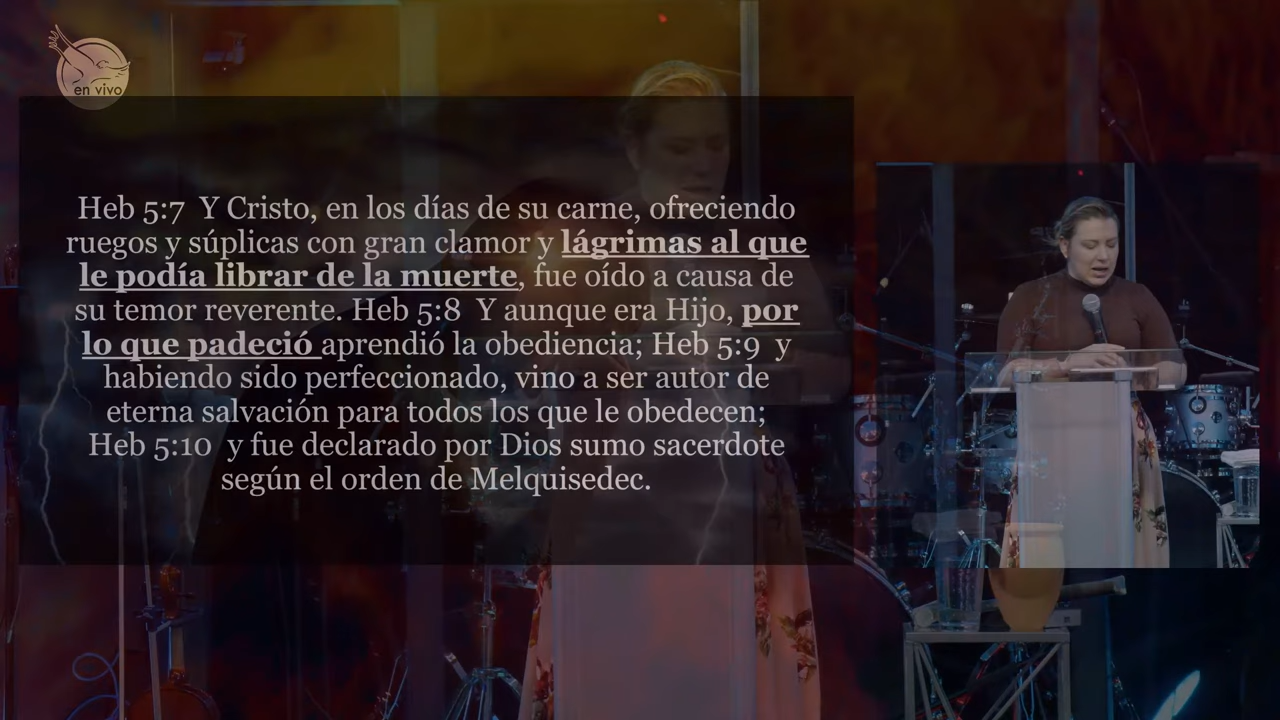 en vivo
Heb 5:7  Y Cristo, en los días de su carne, ofreciendo
ruegos y súplicas con gran clamor y lágrimas al que
le podía librar de la muerte, fue oído a causa de
su temor reverente. Heb 5:8  Y aunque era Hijo, por
lo que padeció aprendió la obediencia; Heb 5:9  y
habiendo sido perfeccionado, vino a ser autor de
eterna salvación para todos los que le obedecen;
Heb 5:10  y fue declarado por Dios sumo sacerdote
según el orden de Melquisedec.